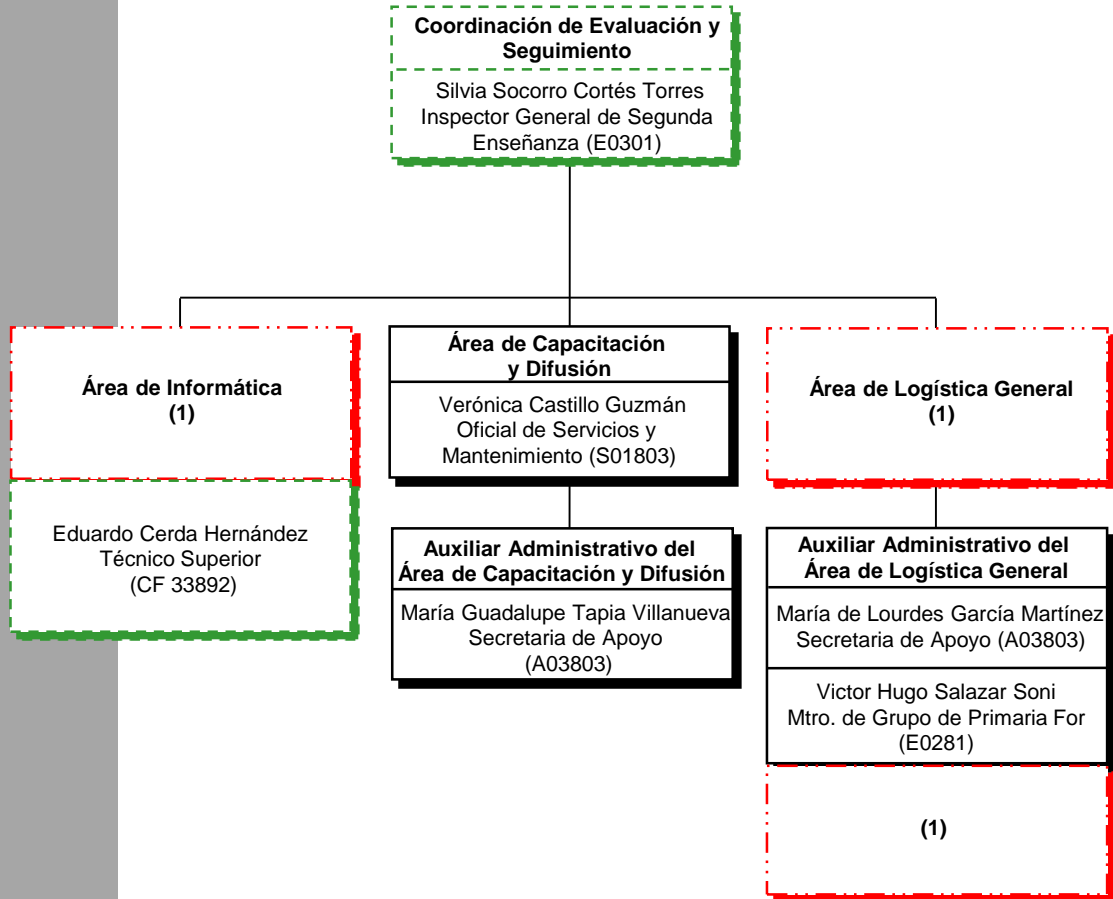 Coordinación de Evaluación y
Seguimiento
Silvia Socorro Cortés Torres
Inspector General de Segunda
Enseñanza (E0301)
Área de Informática
(1)
Eduardo Cerda Hernández
Técnico Superior
(CF 33892)
Área de Capacitación
y Difusión
Verónica Castillo Guzmán
Oficial de Servicios y
Mantenimiento (S01803)
Auxiliar Administrativo del
Área de Capacitación y Difusión
María Guadalupe Tapia Villanueva
Secretaria de Apoyo
(A03803)
Área de Logística General
(1)
Auxiliar Administrativo del
Área de Logística General
María de Lourdes García Martínez
Secretaria de Apoyo (A03803)
Victor Hugo Salazar Soni
Mtro. de Grupo de Primaria For
(E0281)
(1)